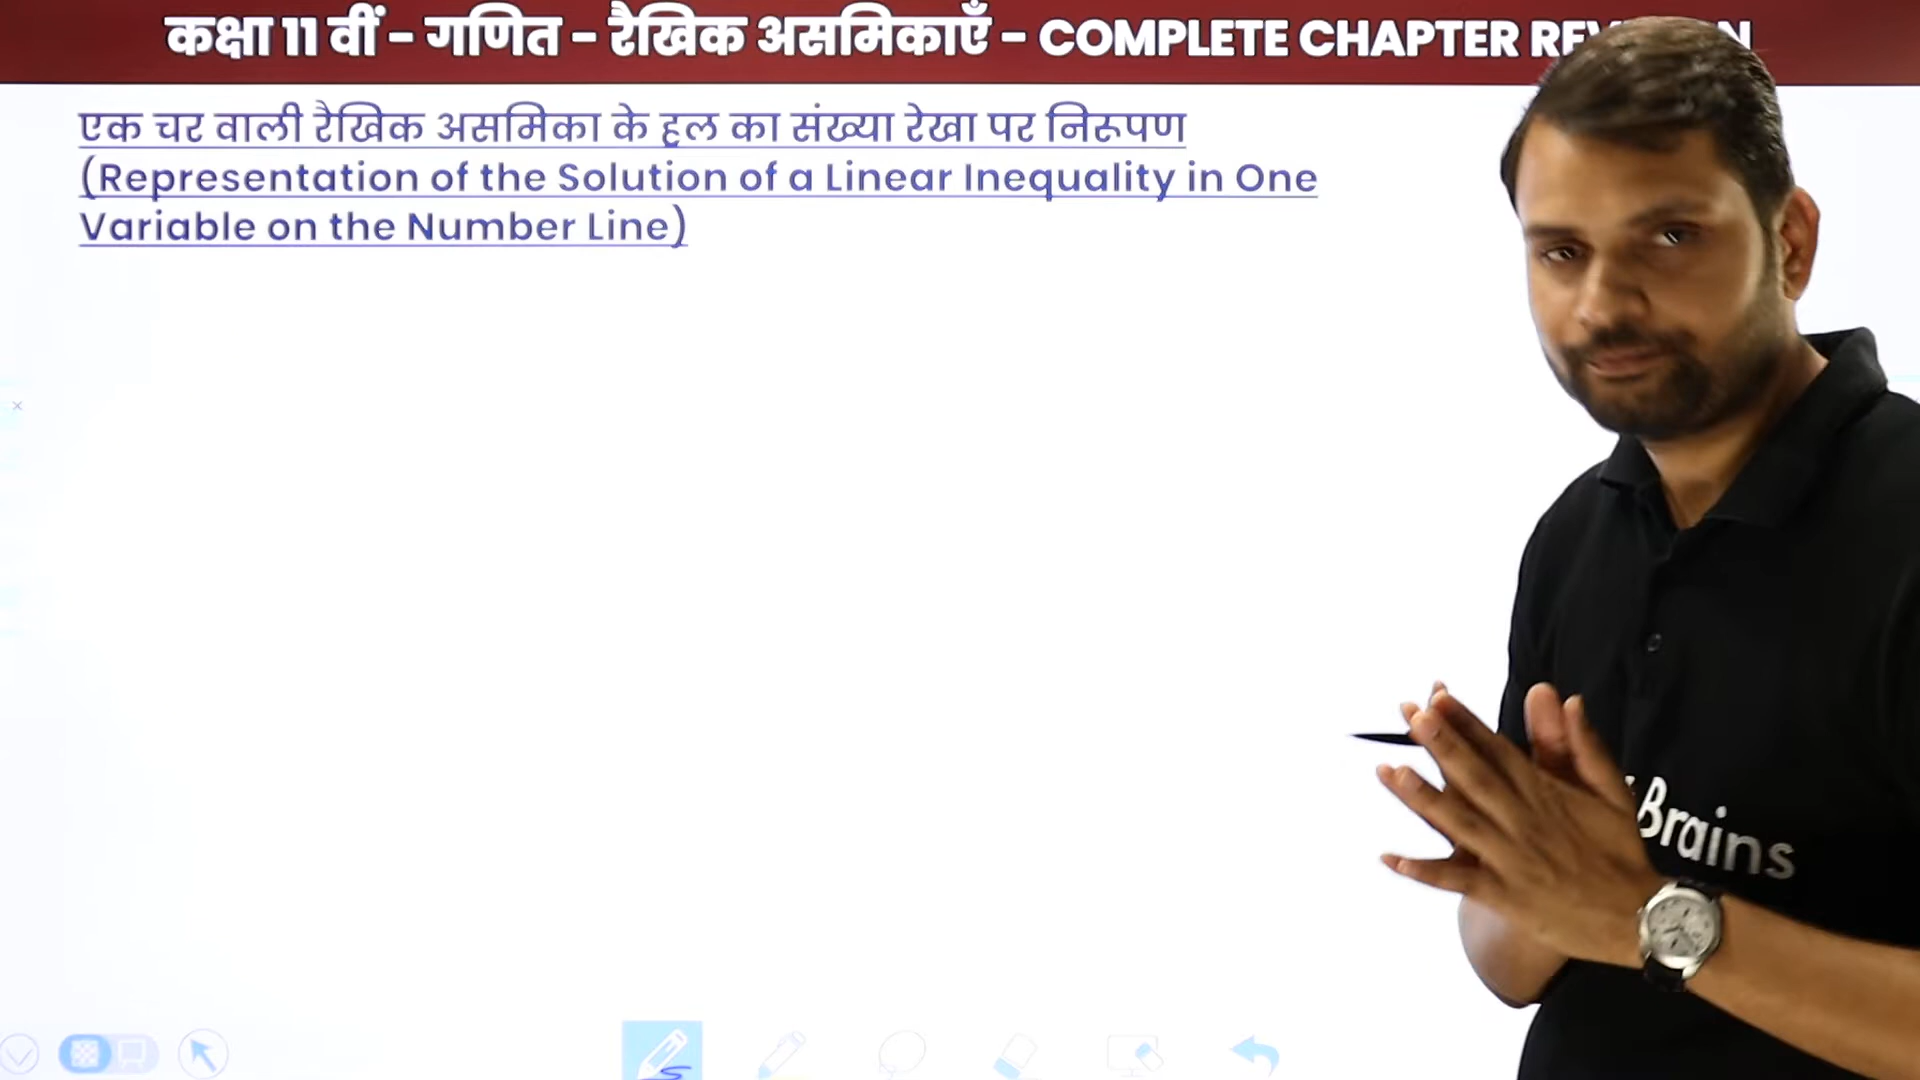 कक्षा 11 वीं - गणित - रैखिक असमिकाएँ - COMPLETE CHAPTER
एक चर वाली रैखिक असमिका के हल का संख्या रेखा पर निरूपण
(Representation of the Solution of a Linear Inequality in One
Variable on the Number Line)
Brains